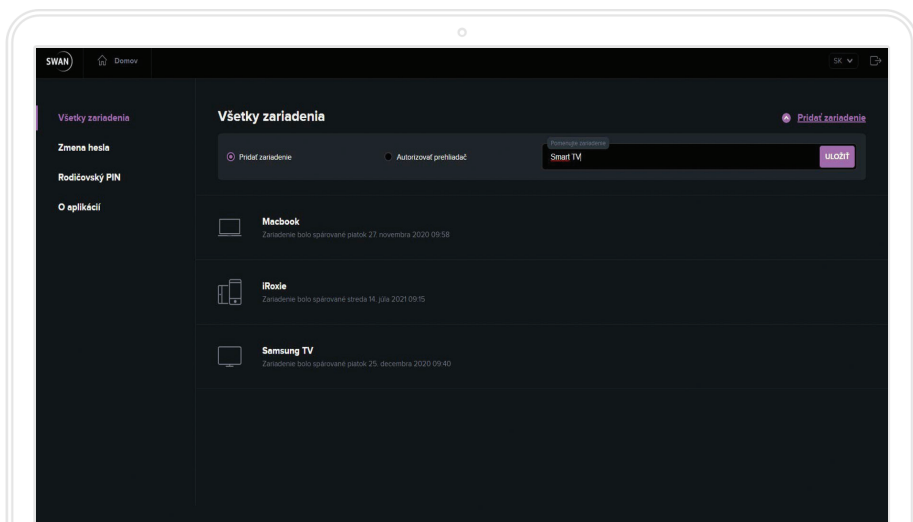 SWAN
Domov
SK
Všetky zariadenia
Zmena hesla
Rodičovský PIN
O aplikácií
Všetky zariadenia
Pridať zariadenie
Pridať zariadenie
Autorizovať prehliadač
Pomenujte zariadenie
Smart TV
ULOŽIŤ
Macbook
Zariadenie bolo spárované piatok 27. novembra 2020 09:58
iRoxie
Zariadenie bolo spárované streda 14. júla 2021 09:15
Samsung TV
Zariadenie bolo spárované piatok 25. decembra 2020 09:40